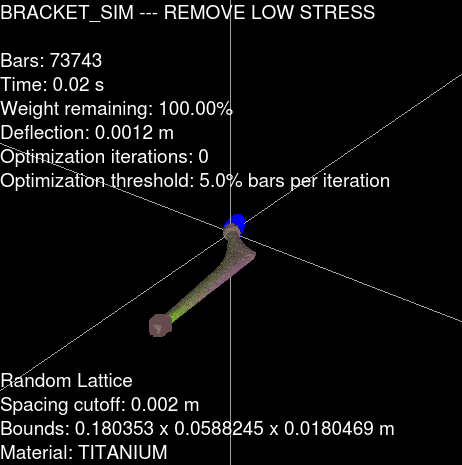 BRACKET_SIM --- REMOVE LOW STRESS
Bars: 73743
Time: 0.02 s
Weight remaining: 100.00%
Deflection: 0.0012 m
Optimization iterations: 0
Optimization threshold: 5.0% bars per iteration
Random Lattice
Spacing cutoff: 0.002 m
Bounds: 0.180353 x 0.0588245 x 0.0180469 m
Material: TITANIUM